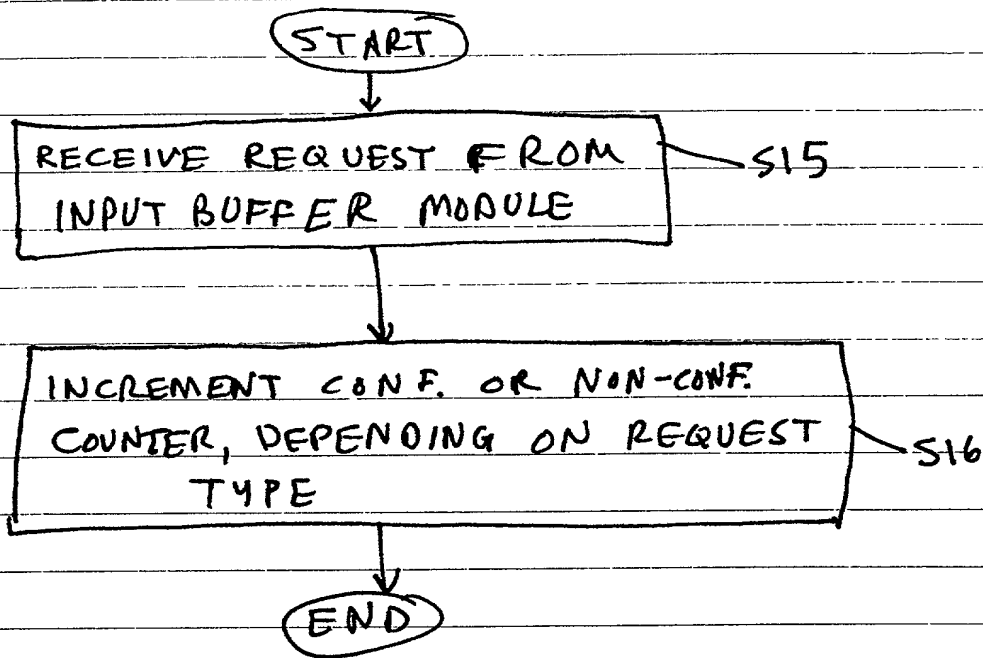 START
RECEIVE REQUEST FROM
S15
INPUT BUFFER MODULE
INCREMENT CONF. OR NON-CONF.
COUNTER, DEPENDING ON REQUEST
S16
TYPE
END